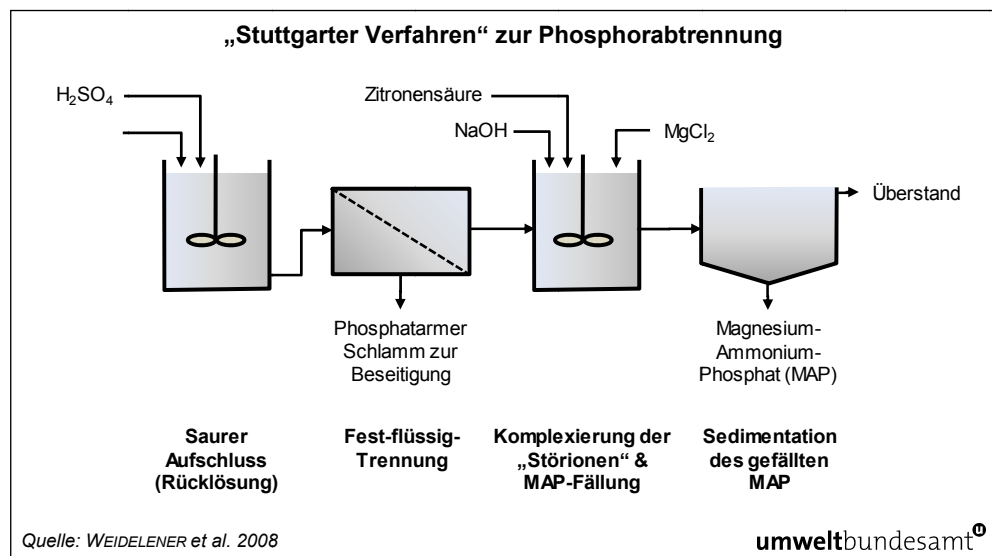 „Stuttgarter Verfahren“ zur Phosphorabtrennung
H₂SO₄
Zitronensäure
NaOH
MgCl₂
Überstand
Phosphatarmer
Schlamm zur
Beseitigung
Magnesium-
Ammonium-
Phosphat (MAP)
Saurer
Aufschluss
(Rücklösung)
Fest-flüssig-
Trennung
Komplexierung der
„Störionen“ &
MAP-Fällung
Sedimentation
des gefällten
MAP
Quelle: WEIDELENER et al. 2008
umweltbundesamt